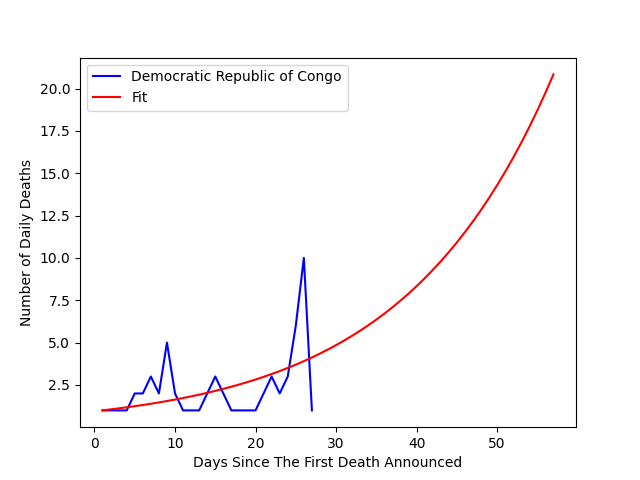 Democratic Republic of Congo
Fit
20.0
17.5
15.0
12.5
10.0
7.5
5.0
2.5
Number of Daily Deaths
0 10 20 30 40 50
Days Since The First Death Announced